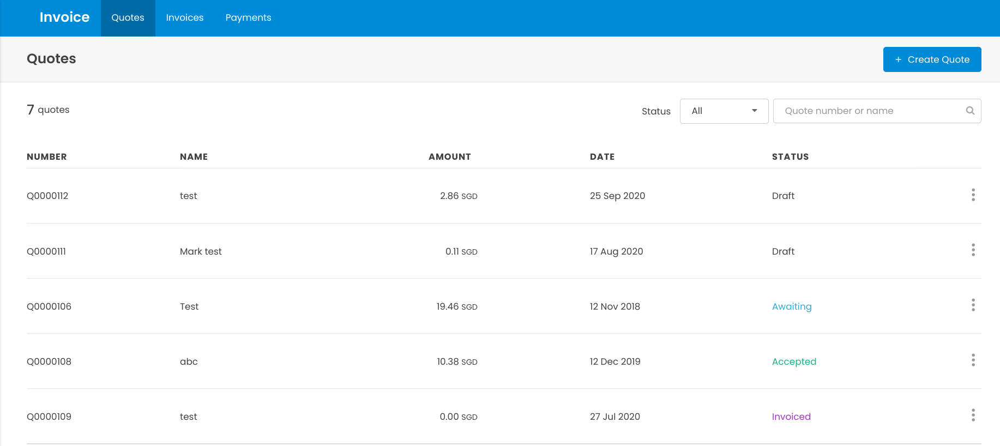 Invoice Quotes Invoices Payments
Quotes + Create Quote
7 quotes Status All Quote number or name
NUMBER NAME AMOUNT DATE STATUS
Q0000112 test 2.86 SGD 25 Sep 2020 Draft
Q0000111 Mark test 0.11 SGD 17 Aug 2020 Draft
Q0000106 Test 19.46 SGD 12 Nov 2018 Awaiting
Q0000108 abc 10.38 SGD 12 Dec 2019 Accepted
Q0000109 test 0.00 SGD 27 Jul 2020 Invoiced